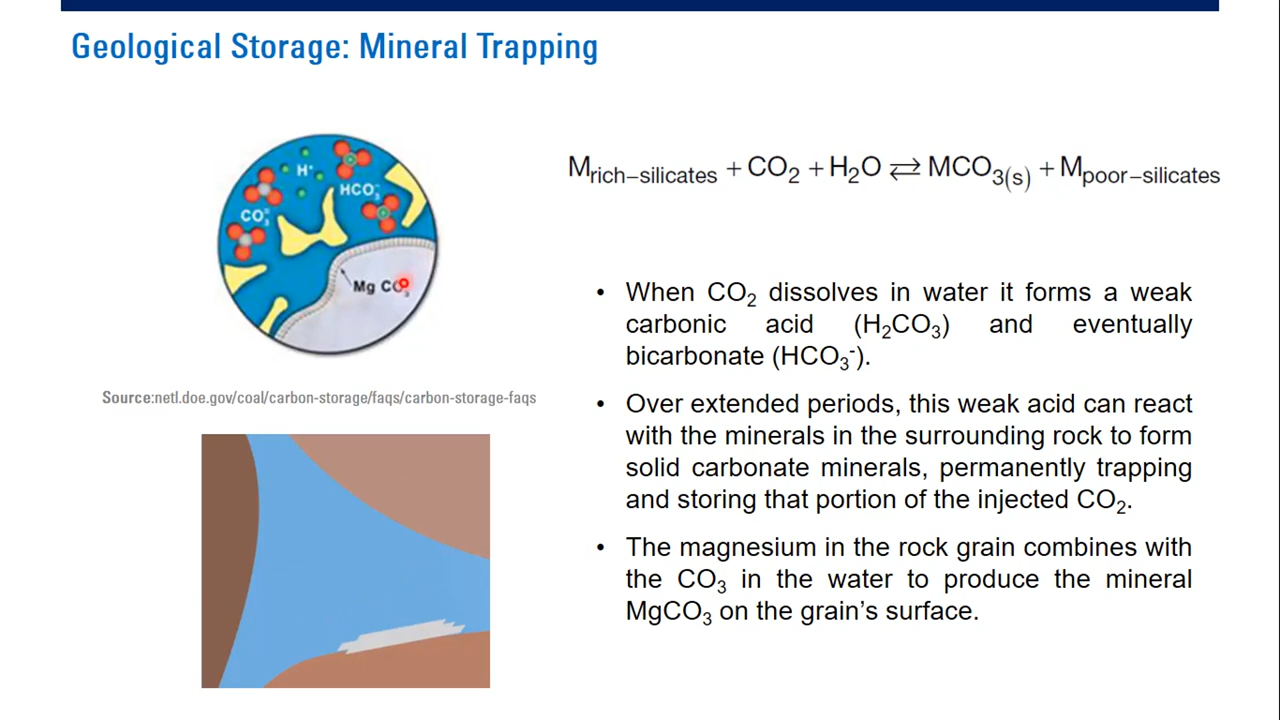 Geological Storage: Mineral Trapping
H⁺
HCO₃⁻
CO₃⁼
Mg CO₃
Source:netl.doe.gov/coal/carbon-storage/faqs/carbon-storage-faqs
M_rich−silicates + CO₂ + H₂O ⇄ MCO₃(s) + M_poor−silicates
• When CO₂ dissolves in water it forms a weak
carbonic acid (H₂CO₃) and eventually
bicarbonate (HCO₃⁻).
• Over extended periods, this weak acid can react
with the minerals in the surrounding rock to form
solid carbonate minerals, permanently trapping
and storing that portion of the injected CO₂.
• The magnesium in the rock grain combines with
the CO₃ in the water to produce the mineral
MgCO₃ on the grain's surface.